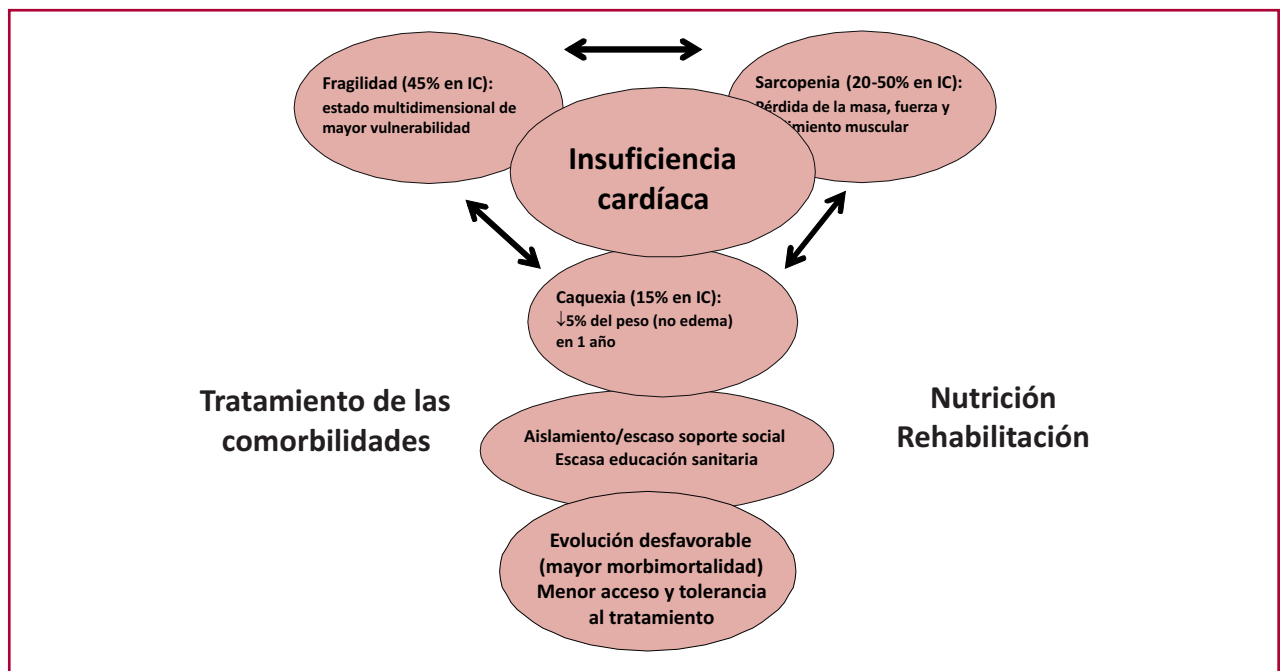 Fragilidad (45% en IC):
estado multidimensional de
mayor vulnerabilidad
Sarcopenia (20-50% en IC):
Pérdida de la masa, fuerza y
muscular
Insuficiencia
cardíaca
Caquexia (15% en IC):
↓5% del peso (no edema)
en 1 año
Tratamiento de las
comorbilidades
Nutrición
Rehabilitación
Aislamiento/escaso soporte social
Escasa educación sanitaria
Evolución desfavorable
(mayor morbimortalidad)
Menor acceso y tolerancia
al tratamiento